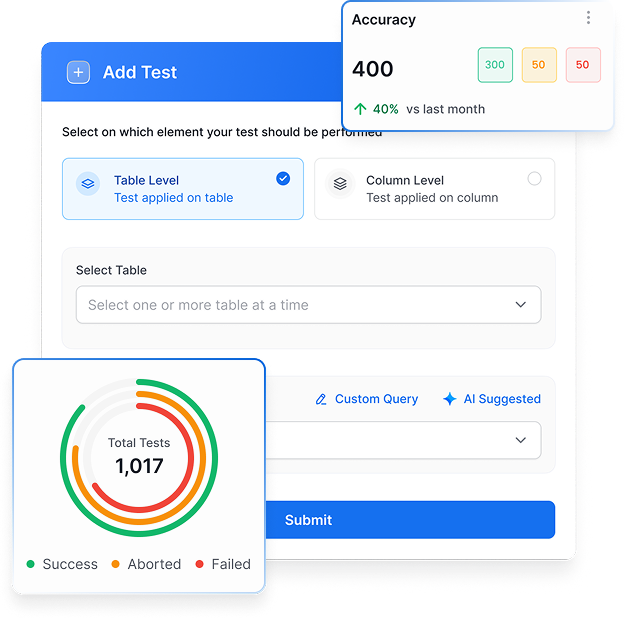 Accuracy
400
300
50
50
40% vs last month
Add Test
Select on which element your test should be performed
Table Level
Test applied on table
Column Level
Test applied on column
Select Table
Select one or more table at a time
Custom Query
AI Suggested
Submit
Total Tests
1,017
Success
Aborted
Failed